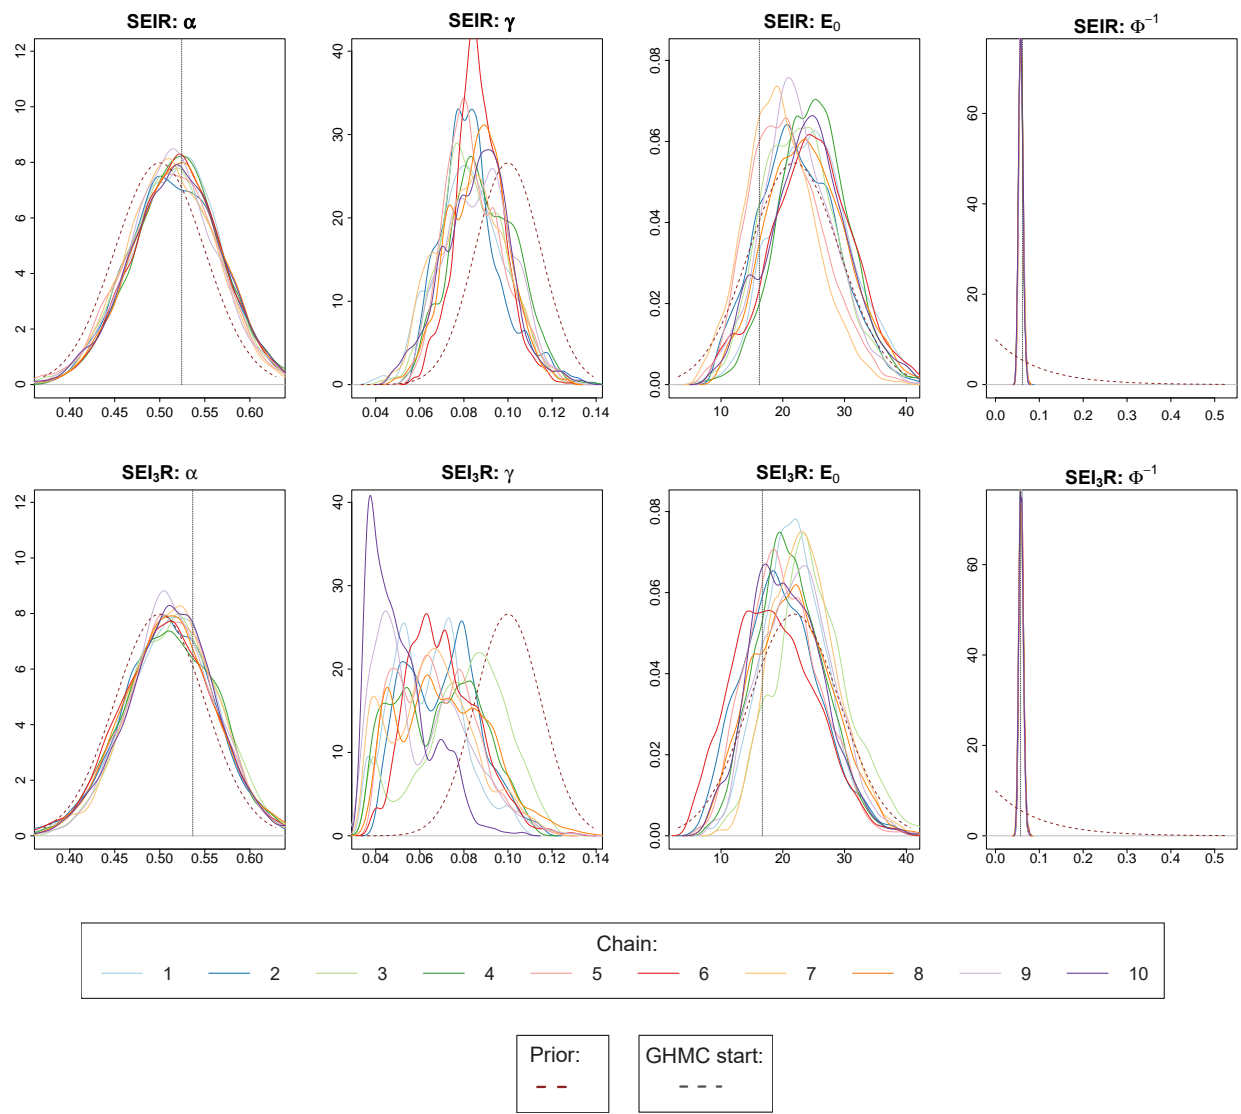 SEIR: α
SEIR: γ
SEIR: E₀
SEIR: Φ⁻¹
12
10
8
6
4
2
0
0.40 0.45 0.50 0.55 0.60
40
30
20
10
0
0.04 0.06 0.08 0.10 0.12 0.14
0.08
0.06
0.04
0.02
0.00
10 20 30 40
60
40
20
0
0.0 0.1 0.2 0.3 0.4 0.5
SEI₃R: α
SEI₃R: γ
SEI₃R: E₀
SEI₃R: Φ⁻¹
12
10
8
6
4
2
0
0.40 0.45 0.50 0.55 0.60
40
30
20
10
0
0.04 0.06 0.08 0.10 0.12 0.14
0.08
0.06
0.04
0.02
0.00
10 20 30 40
60
40
20
0
0.0 0.1 0.2 0.3 0.4 0.5
Chain:
1 2 3 4 5 6 7 8 9 10
Prior:
GHMC start: